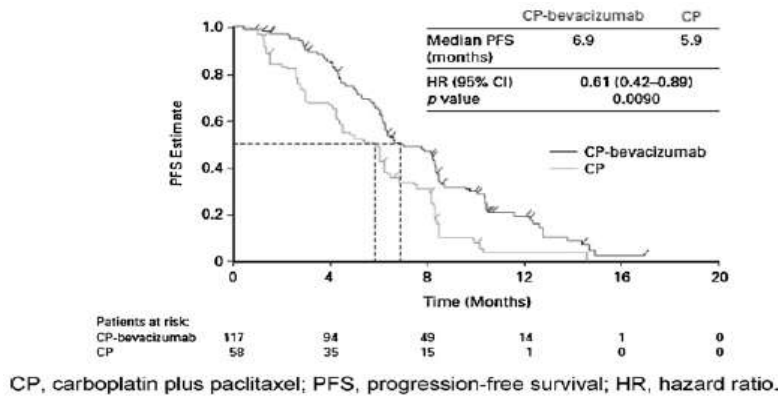 CP-bevacizumab CP
Median PFS 6.9 5.9
(months)
HR (95% CI) 0.61 (0.42–0.89)
p value 0.0090
1.0
0.8
0.6
0.4
0.2
0
PFS Estimate
CP-bevacizumab
CP
0 4 8 12 16 20
Time (Months)
Patients at risk:
CP-bevacizumab 117 94 49 14 1 0
CP 58 35 15 1 0 0
CP, carboplatin plus paclitaxel; PFS, progression-free survival; HR, hazard ratio.